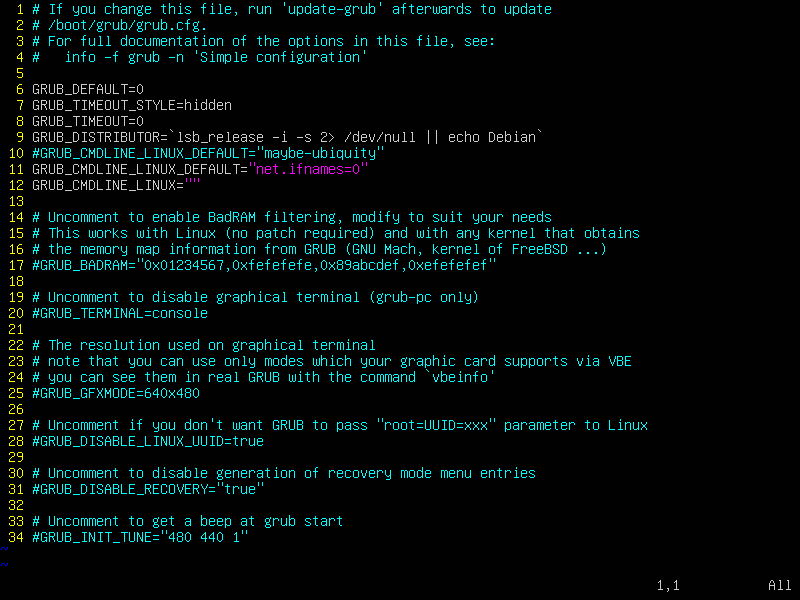 1 # If you change this file, run 'update-grub' afterwards to update
2 # /boot/grub/grub.cfg.
3 # For full documentation of the options in this file, see:
4 #   info -f grub -n 'Simple configuration'
5
6 GRUB_DEFAULT=0
7 GRUB_TIMEOUT_STYLE=hidden
8 GRUB_TIMEOUT=0
9 GRUB_DISTRIBUTOR=`lsb_release -i -s 2> /dev/null || echo Debian`
10 #GRUB_CMDLINE_LINUX_DEFAULT="maybe-ubiquity"
11 GRUB_CMDLINE_LINUX_DEFAULT="net.ifnames=0"
12 GRUB_CMDLINE_LINUX=""
13
14 # Uncomment to enable BadRAM filtering, modify to suit your needs
15 # This works with Linux (no patch required) and with any kernel that obtains
16 # the memory map information from GRUB (GNU Mach, kernel of FreeBSD ...)
17 #GRUB_BADRAM="0x01234567,0xfefefefe,0x89abcdef,0xefefefef"
18
19 # Uncomment to disable graphical terminal (grub-pc only)
20 #GRUB_TERMINAL=console
21
22 # The resolution used on graphical terminal
23 # note that you can use only modes which your graphic card supports via VBE
24 # you can see them in real GRUB with the command `vbeinfo'
25 #GRUB_GFXMODE=640x480
26
27 # Uncomment if you don't want GRUB to pass "root=UUID=xxx" parameter to Linux
28 #GRUB_DISABLE_LINUX_UUID=true
29
30 # Uncomment to disable generation of recovery mode menu entries
31 #GRUB_DISABLE_RECOVERY="true"
32
33 # Uncomment to get a beep at grub start
34 #GRUB_INIT_TUNE="480 440 1"
~
~
1,1 All